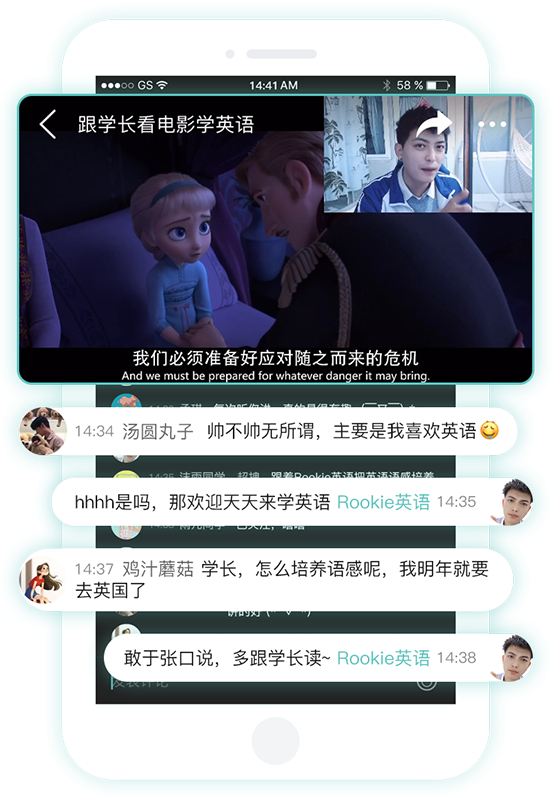 GS 14:41 AM 58 %
跟学长看电影学英语
我们必须准备好应对随之而来的危机
And we must be prepared for whatever danger it may bring.
14:34 汤圆丸子 帅不帅无所谓，主要是我喜欢英语
14:35
hhhh是吗，那欢迎天天来学英语 Rookie英语 14:35
14:37 鸡汁蘑菇 学长，怎么培养语感呢，我明年就要
去英国了
敢于张口说，多跟学长读~ Rookie英语 14:38
发表评论